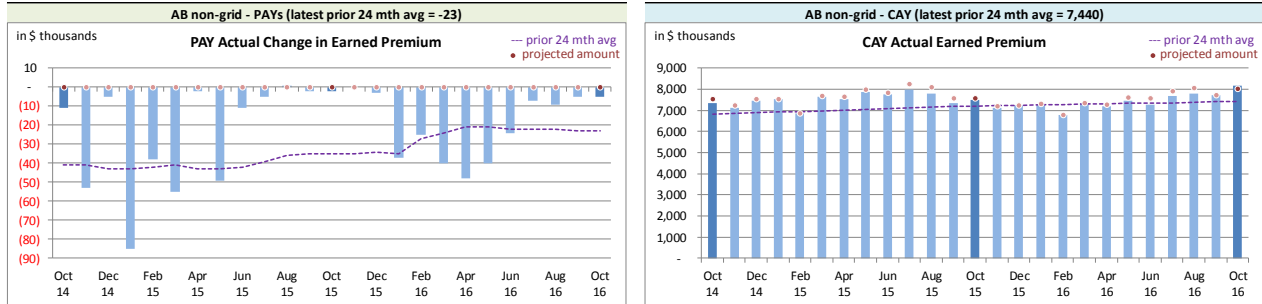 AB non-grid - PAYs (latest prior 24 mth avg = -23)
in $ thousands
PAY Actual Change in Earned Premium
--- prior 24 mth avg
● projected amount
10
-
(10)
(20)
(30)
(40)
(50)
(60)
(70)
(80)
(90)
Oct Dec Feb Apr Jun Aug Oct Dec Feb Apr Jun Aug Oct
14 14 15 15 15 15 15 15 16 16 16 16 16
AB non-grid - CAY (latest prior 24 mth avg = 7,440)
in $ thousands
CAY Actual Earned Premium
--- prior 24 mth avg
● projected amount
9,000
8,000
7,000
6,000
5,000
4,000
3,000
2,000
1,000
-
Oct Dec Feb Apr Jun Aug Oct Dec Feb Apr Jun Aug Oct
14 14 15 15 15 15 15 15 16 16 16 16 16